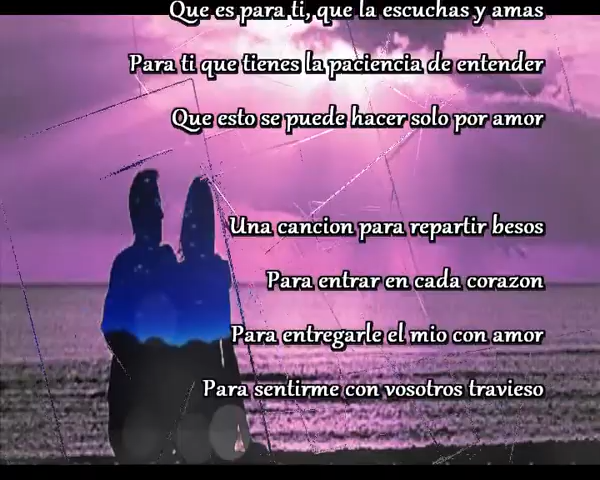 Que es para ti, que la escuchas y amas
Para ti que tienes la paciencia de entender
Que esto se puede hacer solo por amor
Una cancion para repartir besos
Para entrar en cada corazon
Para entregarle el mio con amor
Para sentirme con vosotros travieso